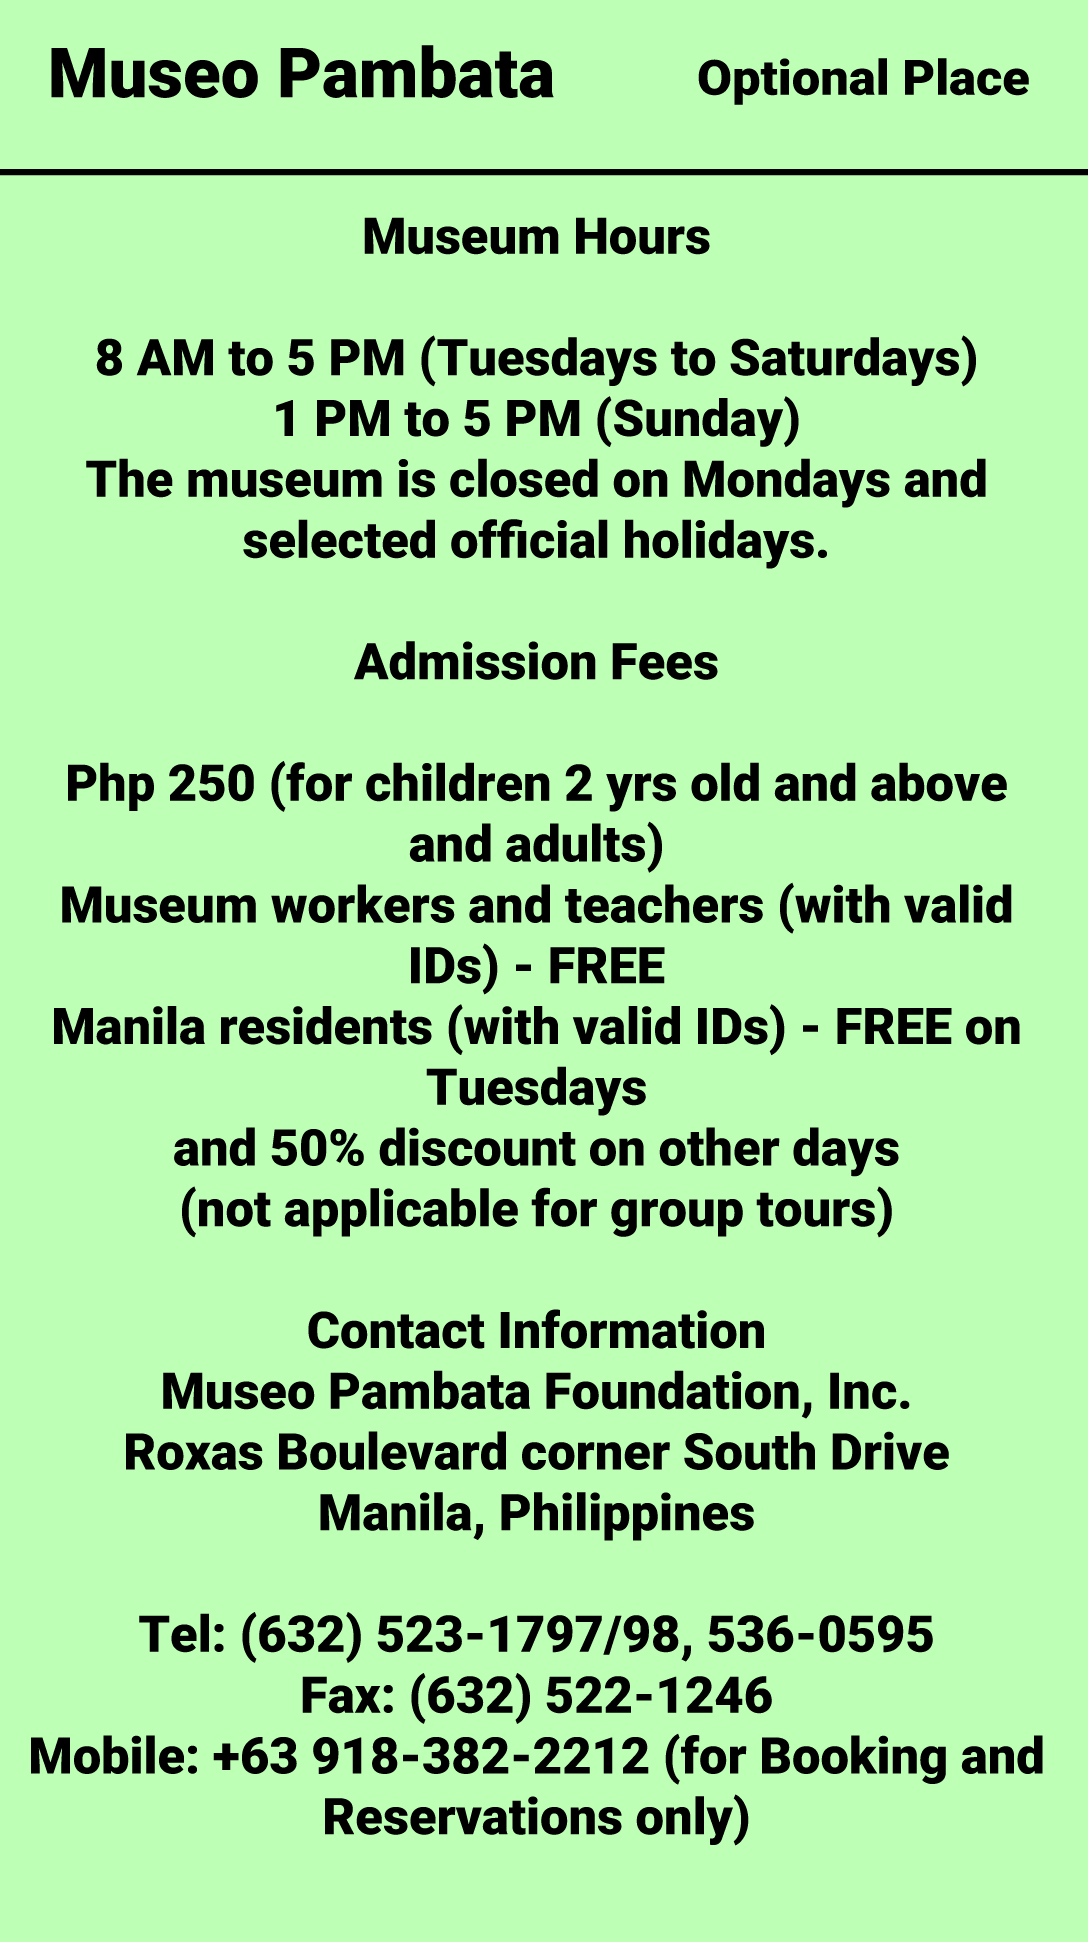 Museo Pambata
Optional Place
Museum Hours
8 AM to 5 PM (Tuesdays to Saturdays)
1 PM to 5 PM (Sunday)
The museum is closed on Mondays and
selected official holidays.
Admission Fees
Php 250 (for children 2 yrs old and above
and adults)
Museum workers and teachers (with valid
IDs) - FREE
Manila residents (with valid IDs) - FREE on
Tuesdays
and 50% discount on other days
(not applicable for group tours)
Contact Information
Museo Pambata Foundation, Inc.
Roxas Boulevard corner South Drive
Manila, Philippines
Tel: (632) 523-1797/98, 536-0595
Fax: (632) 522-1246
Mobile: +63 918-382-2212 (for Booking and
Reservations only)